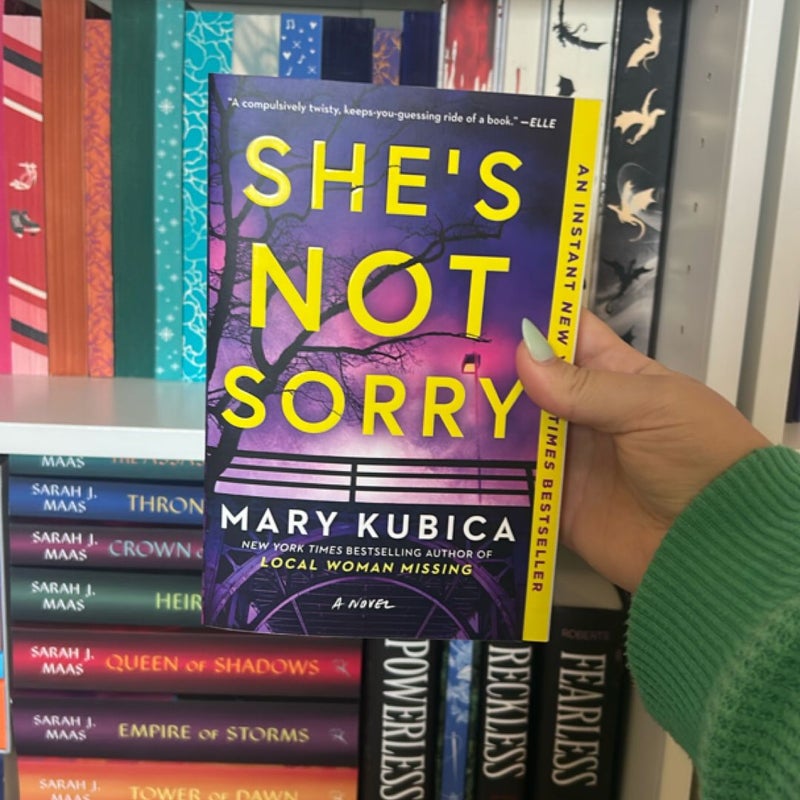 "A compulsively twisty, keeps-you-guessing ride of a book." —ELLE
SHE'S
NOT
SORRY
MARY KUBICA
NEW YORK TIMES BESTSELLING AUTHOR OF
LOCAL WOMAN MISSING
A NOVEL
AN INSTANT NEW
TIMES BESTSELLER
MAAS
SARAH J.
MAAS
THRON
SARAH J.
MAAS
CROWN
SARAH J.
MAAS
HEIR
SARAH J.
MAAS
QUEEN OF SHADOWS
SARAH J.
MAAS
EMPIRE OF STORMS
SARAH J.
MAAS
TOWER OF DAWN
POWERLESS
RECKLESS
ROBERTS
FEARLESS